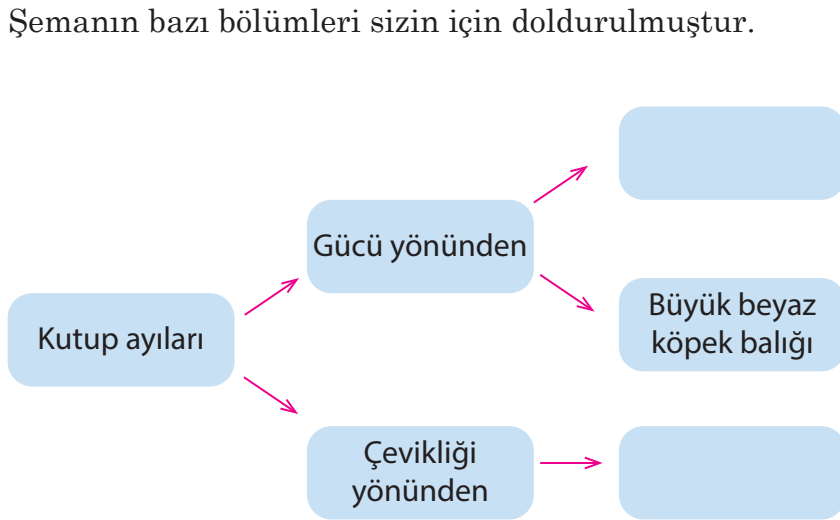 Şemanın bazı bölümleri sizin için doldurulmuştur.
Gücü yönünden
Kutup ayıları
Büyük beyaz
köpek balığı
Çevikliği
yönünden